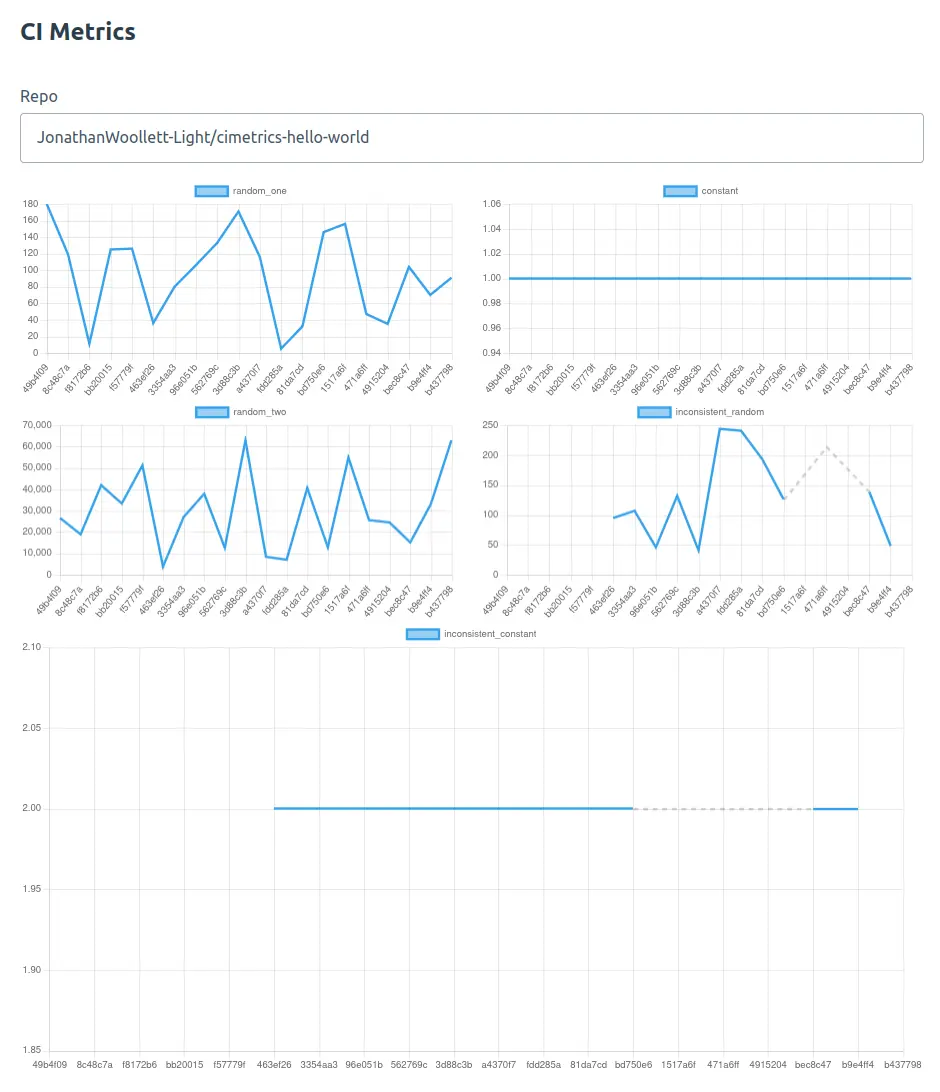 CI Metrics
Repo
JonathanWoollett-Light/cimetrics-hello-world
random_one
180
160
140
120
100
80
60
40
20
0
49b4f09 8c48c7a f8172b6 bb20015 f57779f 463ef26 3354aa3 96e051b 562769c 3d88c3b a4370f7 fdd285a 81da7cd bd750e6 1517a6f 471a6ff 4915204 bec8c47 b9e4ff4 b437798
constant
1.06
1.04
1.02
1.00
0.98
0.96
0.94
49b4f09 8c48c7a f8172b6 bb20015 f57779f 463ef26 3354aa3 96e051b 562769c 3d88c3b a4370f7 fdd285a 81da7cd bd750e6 1517a6f 471a6ff 4915204 bec8c47 b9e4ff4 b437798
random_two
70,000
60,000
50,000
40,000
30,000
20,000
10,000
0
49b4f09 8c48c7a f8172b6 bb20015 f57779f 463ef26 3354aa3 96e051b 562769c 3d88c3b a4370f7 fdd285a 81da7cd bd750e6 1517a6f 471a6ff 4915204 bec8c47 b9e4ff4 b437798
inconsistent_random
250
200
150
100
50
0
49b4f09 8c48c7a f8172b6 bb20015 f57779f 463ef26 3354aa3 96e051b 562769c 3d88c3b a4370f7 fdd285a 81da7cd bd750e6 1517a6f 471a6ff 4915204 bec8c47 b9e4ff4 b437798
inconsistent_constant
2.10
2.05
2.00
1.95
1.90
1.85
49b4f09 8c48c7a f8172b6 bb20015 f57779f 463ef26 3354aa3 96e051b 562769c 3d88c3b a4370f7 fdd285a 81da7cd bd750e6 1517a6f 471a6ff 4915204 bec8c47 b9e4ff4 b437798